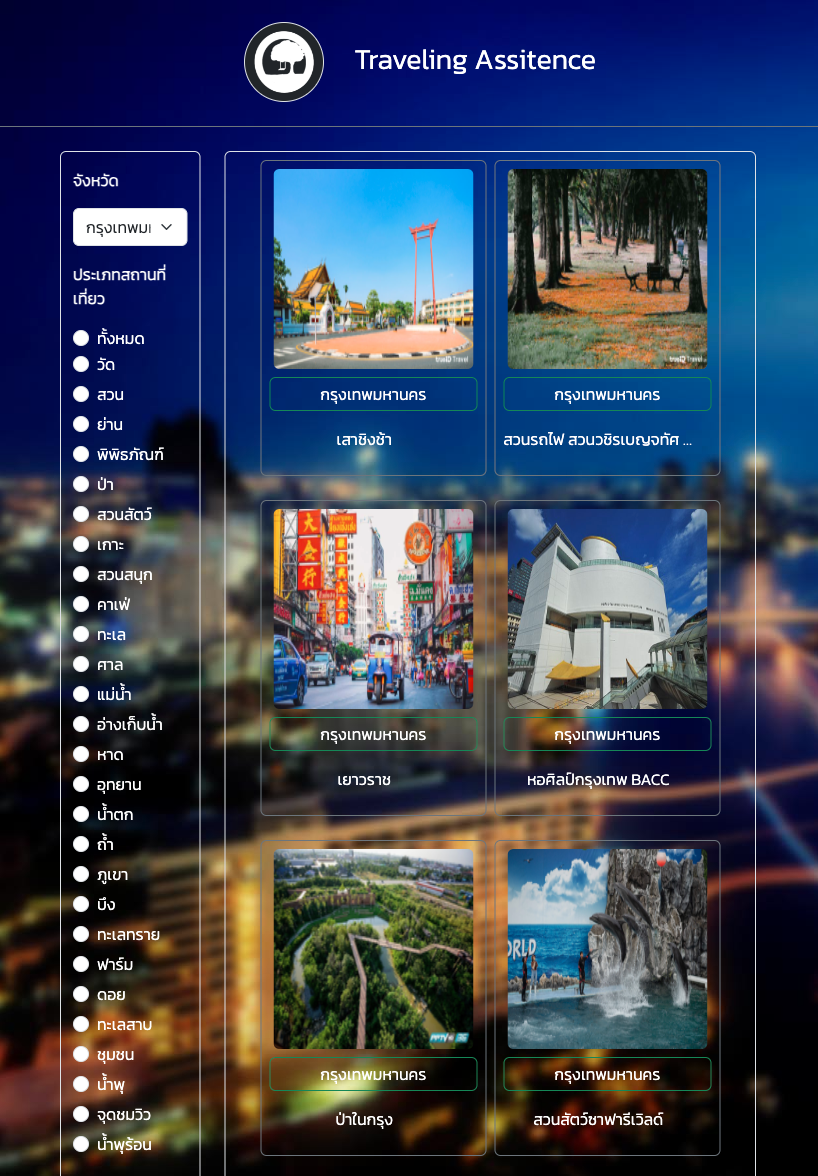 Traveling Assitence
จังหวัด
กรุงเทพม
ประเภทสถานที่
เที่ยว
ทั้งหมด
วัด
สวน
ย่าน
พิพิธภัณฑ์
ป่า
สวนสัตว์
เกาะ
สวนสนุก
คาเฟ่
ทะเล
ศาล
แม่น้ำ
อ่างเก็บน้ำ
หาด
อุทยาน
น้ำตก
ถ้ำ
ภูเขา
บึง
ทะเลทราย
ฟาร์ม
ดอย
ทะเลสาบ
ชุมชน
น้ำพุ
จุดชมวิว
น้ำพุร้อน
trueID Travel
กรุงเทพมหานคร
เสาชิงช้า
trueID Travel
กรุงเทพมหานคร
สวนรถไฟ สวนวชิรเบญจทัศ ...
大金行
กรุงเทพมหานคร
เยาวราช
กรุงเทพมหานคร
หอศิลป์กรุงเทพ BACC
PPTV HD 36
กรุงเทพมหานคร
ป่าในกรุง
ORLD
กรุงเทพมหานคร
สวนสัตว์ซาฟารีเวิลด์